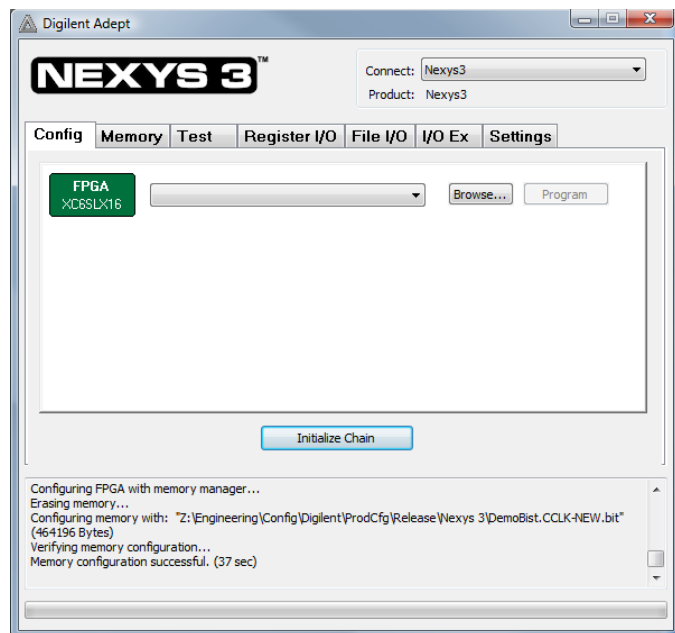 Digilent Adept
NEXYS 3™
Connect: Nexys3
Product: Nexys3
Config Memory Test Register I/O File I/O I/O Ex Settings
FPGA
XC6SLX16
Browse... Program
Initialize Chain
Configuring FPGA with memory manager...
Erasing memory...
Configuring memory with: "Z:\Engineering\Config\Digilent\ProdCfg\Release\Nexys 3\DemoBist.CCLK-NEW.bit"
(464196 Bytes)
Verifying memory configuration...
Memory configuration successful. (37 sec)